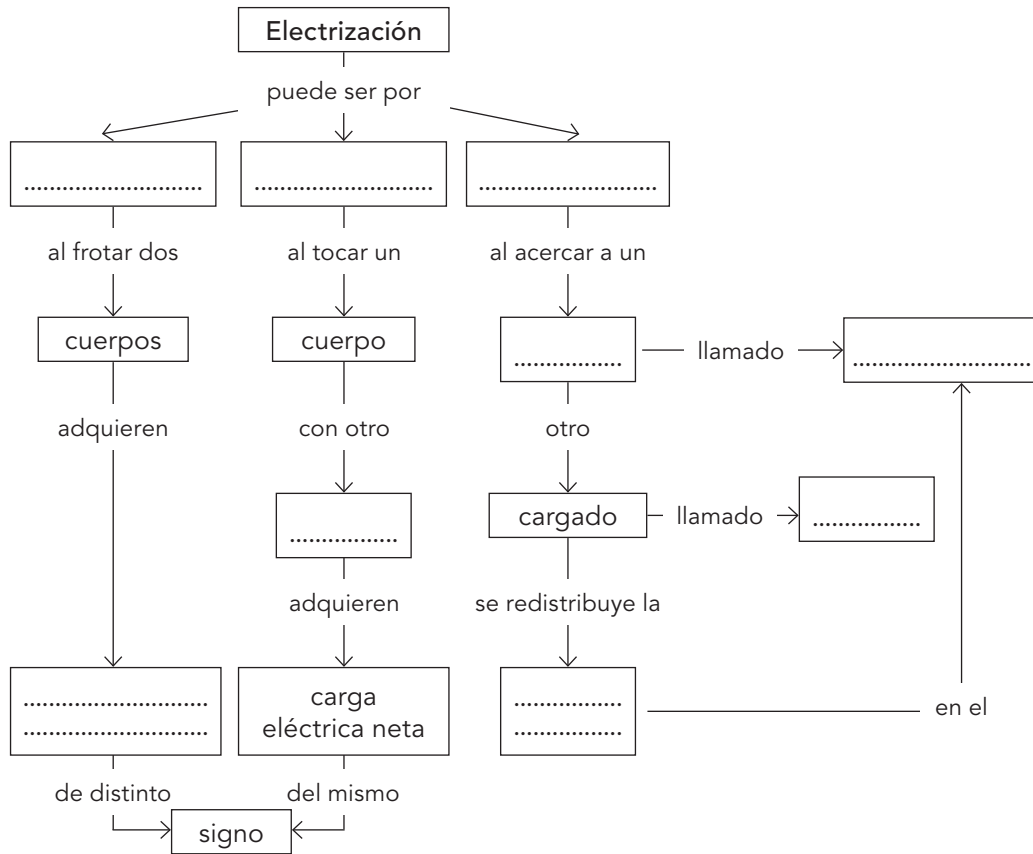 Electrización
puede ser por
........................... ........................... ...........................
al frotar dos al tocar un al acercar a un
cuerpos cuerpo ................ llamado ...........................
adquieren con otro otro
................ cargado llamado ................
adquieren se redistribuye la
............................ carga ................
............................ eléctrica neta ................ en el
de distinto del mismo
signo